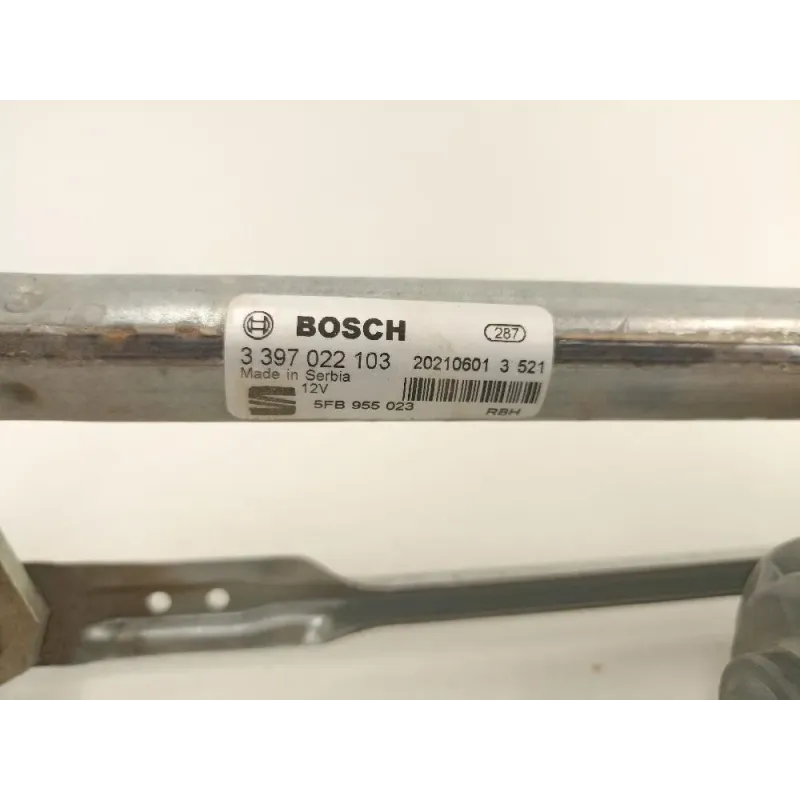 BOSCH 287
3 397 022 103 20210601 3 521
Made in Serbia
12V
5FB 955 023 RBH